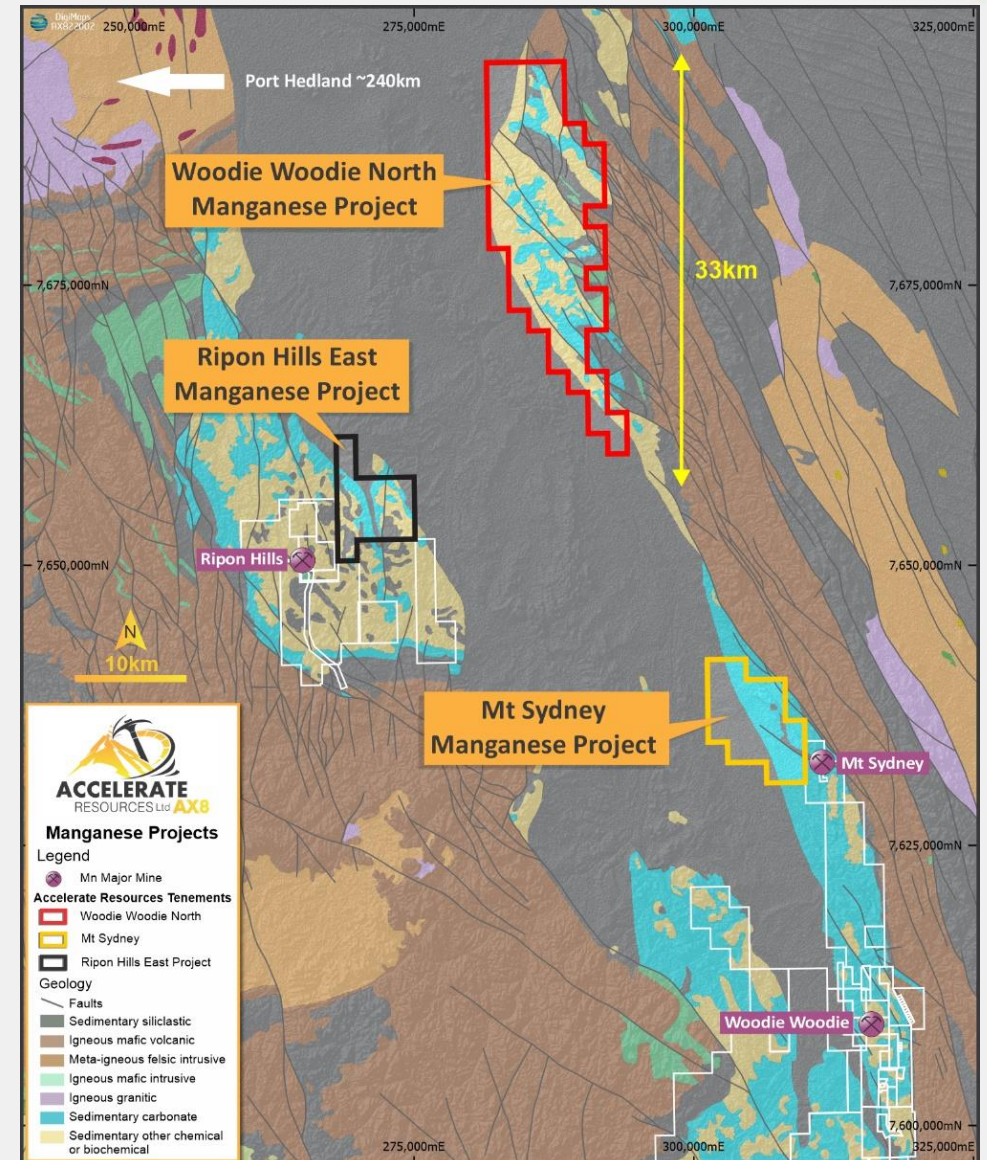 DigiMaps
AX822002
250,000mE
275,000mE
300,000mE
325,000mE
Port Hedland ~240km
Woodie Woodie North
Manganese Project
33km
7,675,000mN
7,675,000mN
Ripon Hills East
Manganese Project
Ripon Hills
7,650,000mN
7,650,000mN
N
10km
Mt Sydney
Manganese Project
Mt Sydney
7,625,000mN
Woodie Woodie
7,600,000mN
275,000mE
300,000mE
325,000mE
ACCELERATE
RESOURCES Ltd AX8
Manganese Projects
Legend
Mn Major Mine
Accelerate Resources Tenements
Woodie Woodie North
Mt Sydney
Ripon Hills East Project
Geology
Faults
Sedimentary siliclastic
Igneous mafic volcanic
Meta-igneous felsic intrusive
Igneous mafic intrusive
Igneous granitic
Sedimentary carbonate
Sedimentary other chemical
or biochemical